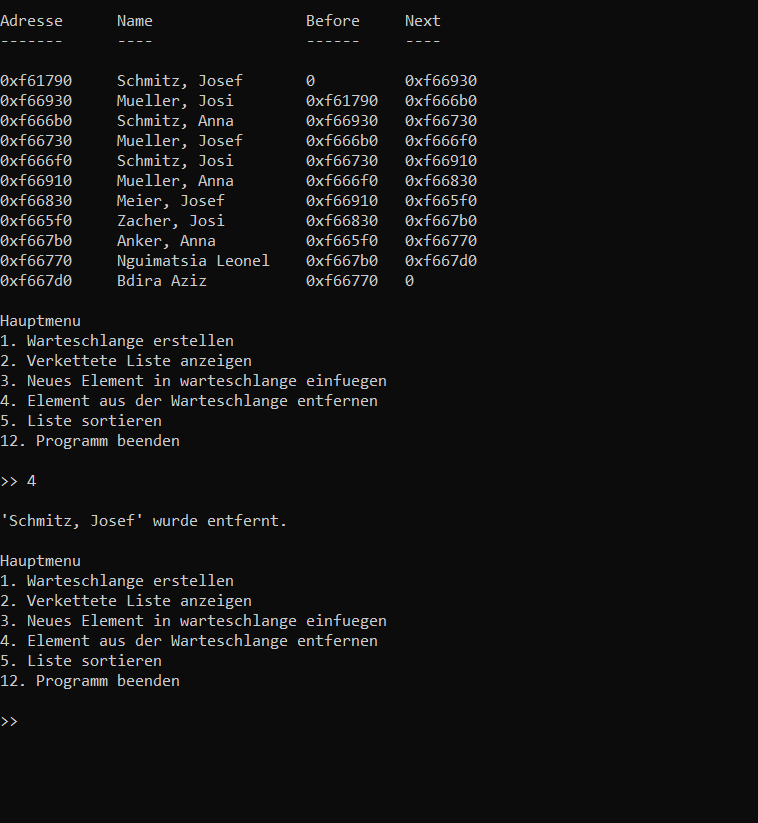 Adresse      Name                 Before     Next
-------      ----                 ------     ----
0xf61790     Schmitz, Josef       0          0xf66930
0xf66930     Mueller, Josi        0xf61790   0xf666b0
0xf666b0     Schmitz, Anna        0xf66930   0xf66730
0xf66730     Mueller, Josef       0xf666b0   0xf666f0
0xf666f0     Schmitz, Josi        0xf66730   0xf66910
0xf66910     Mueller, Anna        0xf666f0   0xf66830
0xf66830     Meier, Josef         0xf66910   0xf665f0
0xf665f0     Zacher, Josi         0xf66830   0xf667b0
0xf667b0     Anker, Anna          0xf665f0   0xf66770
0xf66770     Nguimatsia Leonel    0xf667b0   0xf667d0
0xf667d0     Bdira Aziz           0xf66770   0
Hauptmenu
1. Warteschlange erstellen
2. Verkettete Liste anzeigen
3. Neues Element in warteschlange einfuegen
4. Element aus der Warteschlange entfernen
5. Liste sortieren
12. Programm beenden
>> 4
'Schmitz, Josef' wurde entfernt.
Hauptmenu
1. Warteschlange erstellen
2. Verkettete Liste anzeigen
3. Neues Element in warteschlange einfuegen
4. Element aus der Warteschlange entfernen
5. Liste sortieren
12. Programm beenden
>>